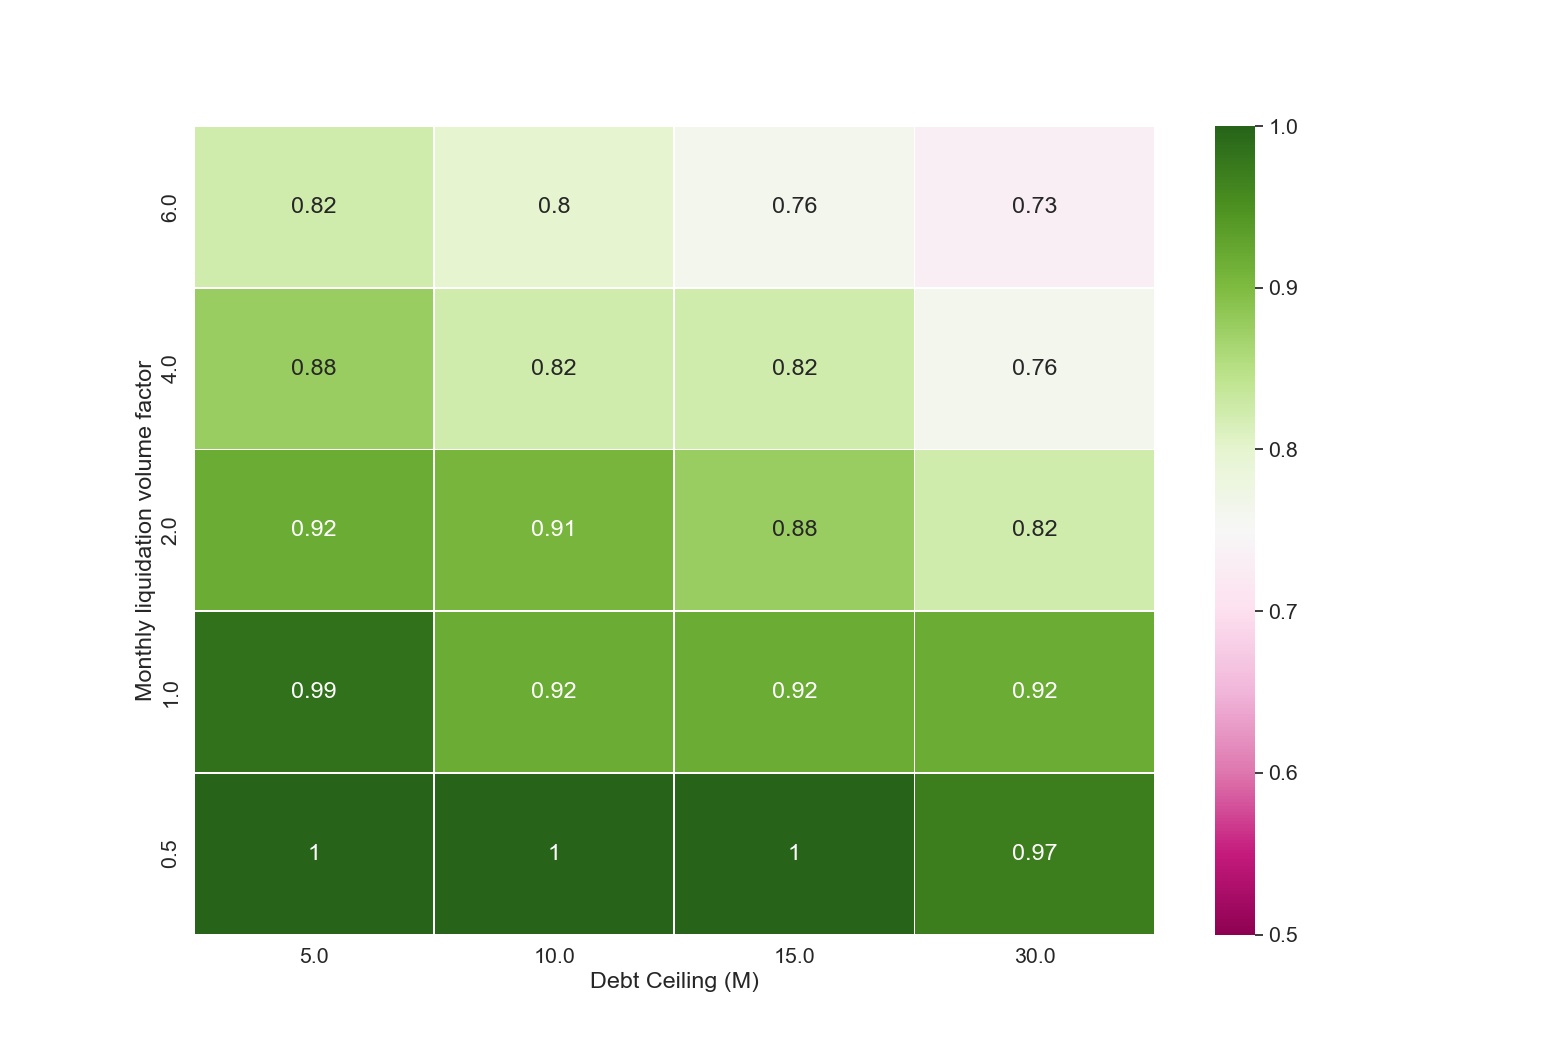 1.0
6.0 0.82 0.8 0.76 0.73
0.9
4.0 0.88 0.82 0.82 0.76
0.8
Monthly liquidation volume factor
2.0 0.92 0.91 0.88 0.82
0.7
1.0 0.99 0.92 0.92 0.92
0.6
0.5 1 1 1 0.97
0.5
5.0 10.0 15.0 30.0
Debt Ceiling (M)